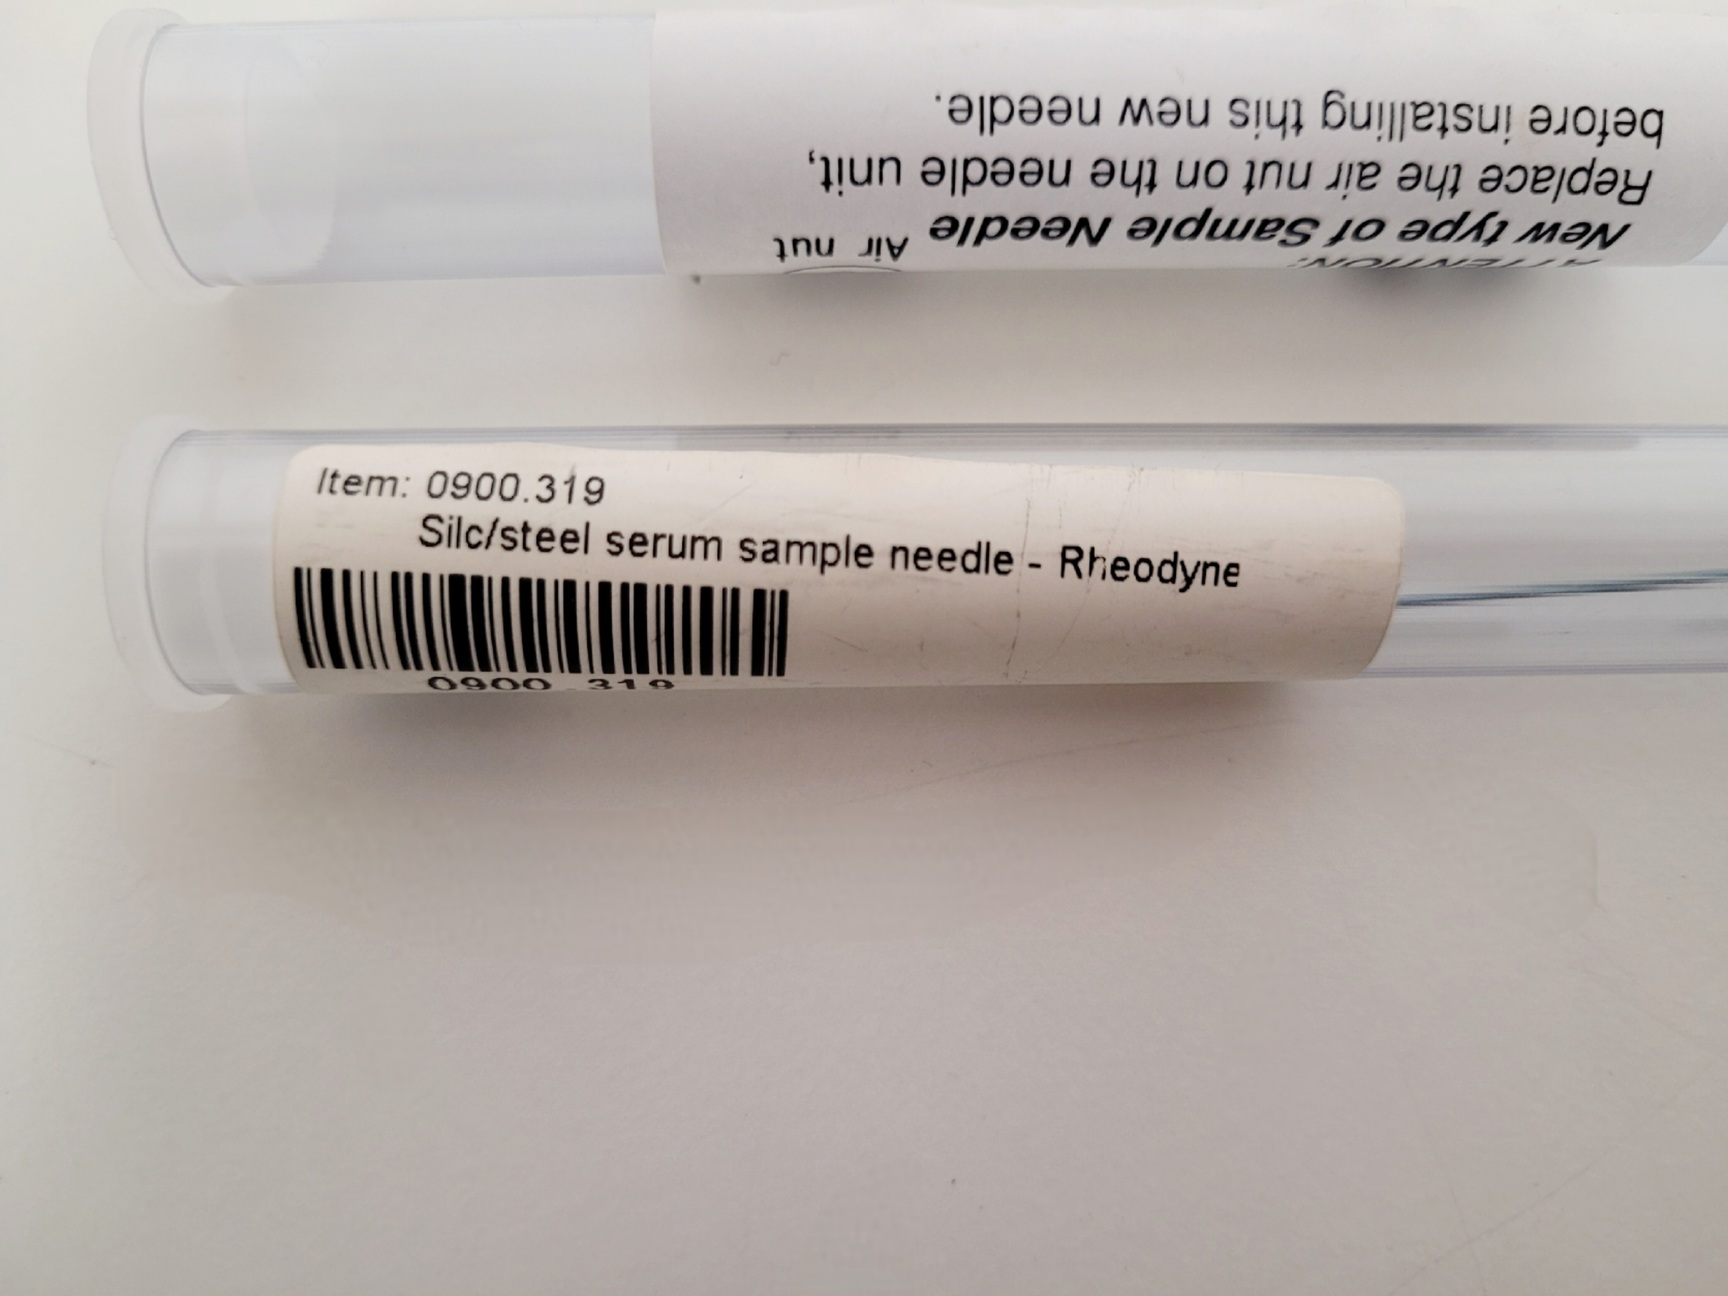 ATTENTION:
New type of Sample Needle
Air nut
Replace the air nut on the needle unit,
before installing this new needle.
Item: 0900.319
Silc/steel serum sample needle - Rheodyne
0900 .319